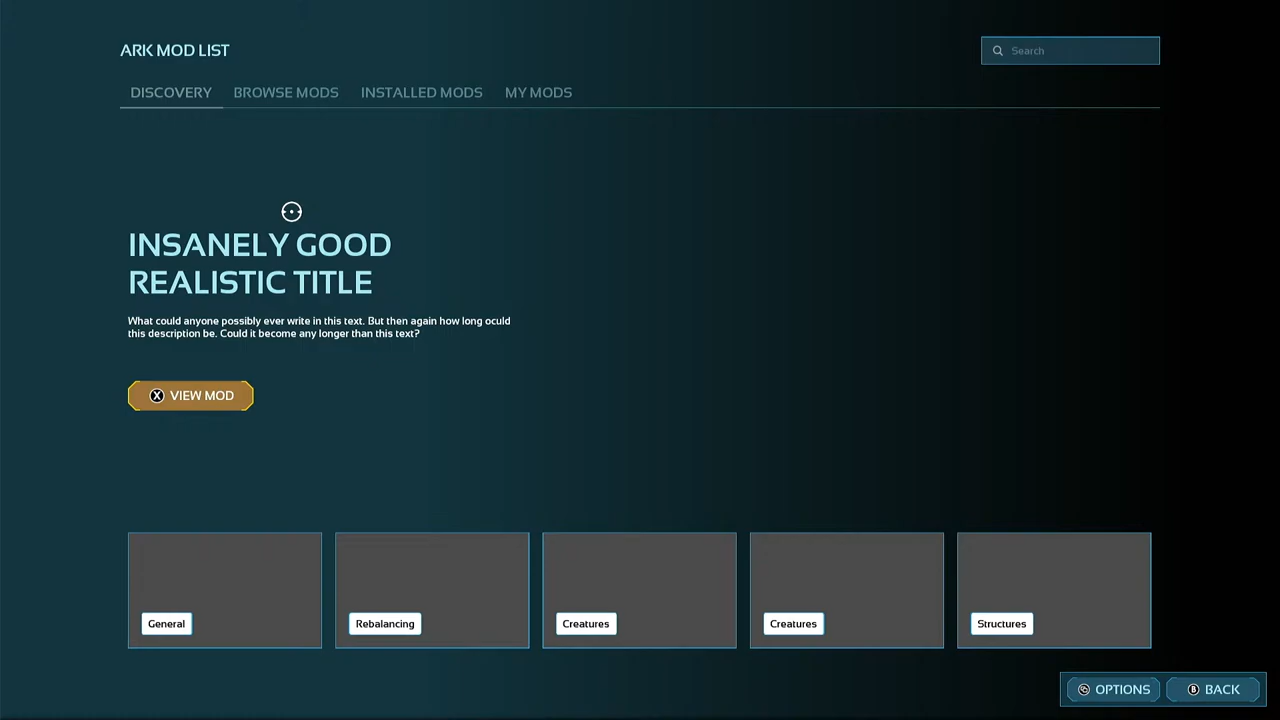 ARK MOD LIST
Search
DISCOVERY BROWSE MODS INSTALLED MODS MY MODS
INSANELY GOOD
REALISTIC TITLE
What could anyone possibly ever write in this text. But then again how long oculd
this description be. Could it become any longer than this text?
X VIEW MOD
General Rebalancing Creatures Creatures Structures
OPTIONS B BACK